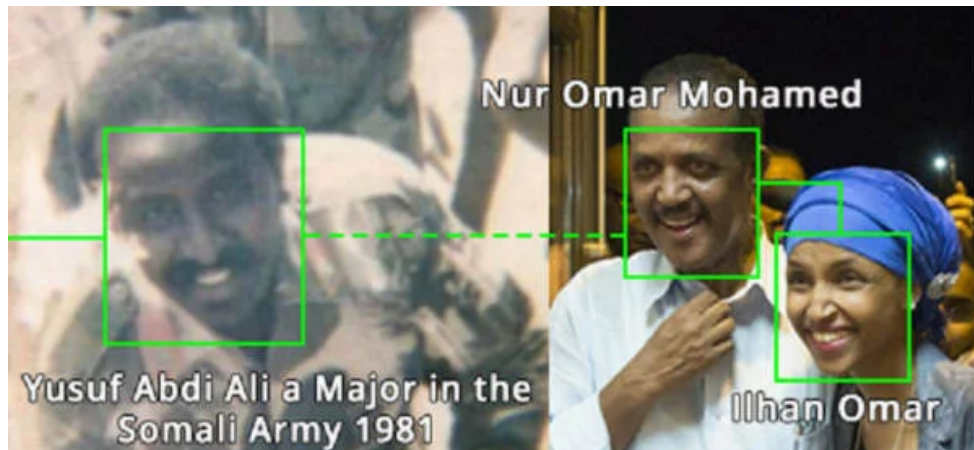 Nur Omar Mohamed
Yusuf Abdi Ali a Major in the
Somali Army 1981
Ilhan Omar